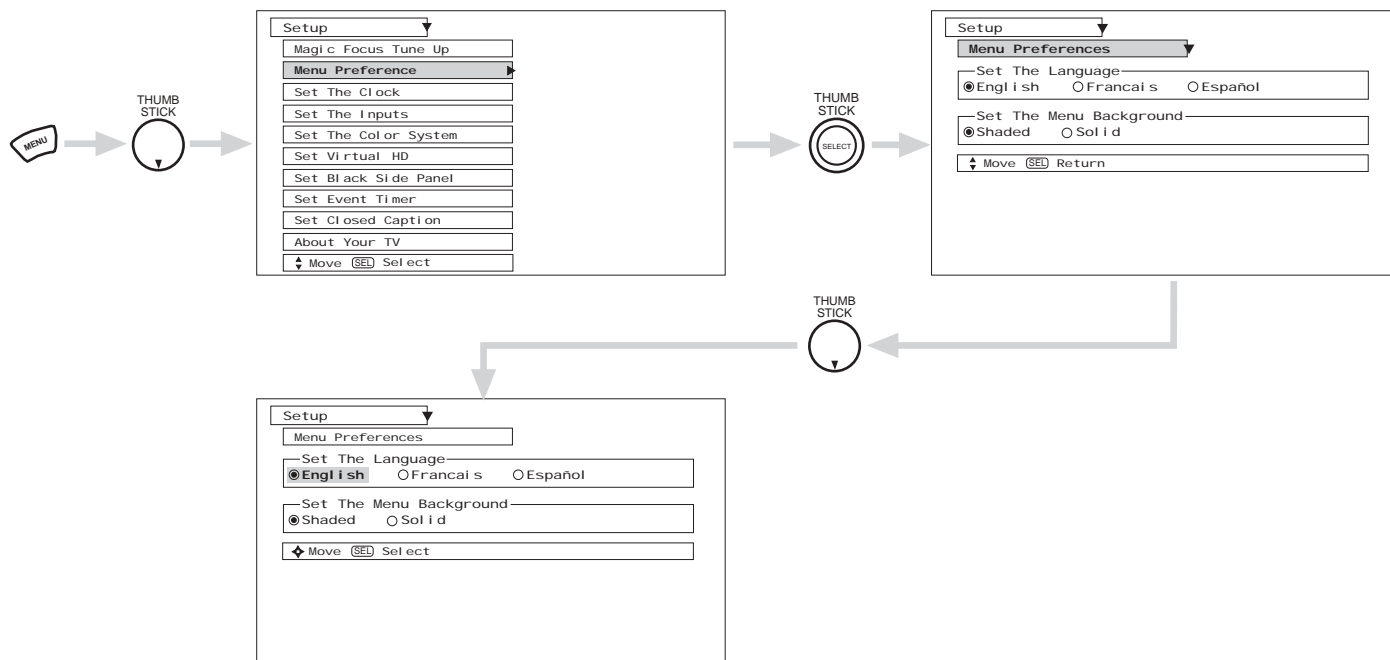 MENU
THUMB
STICK
Setup
Magic Focus Tune Up
Menu Preference
Set The Clock
Set The Inputs
Set The Color System
Set Virtual HD
Set Black Side Panel
Set Event Timer
Set Closed Caption
About Your TV
Move SEL Select
THUMB
STICK
SELECT
Setup
Menu Preferences
Set The Language
English Francais Español
Set The Menu Background
Shaded Solid
Move SEL Return
THUMB
STICK
Setup
Menu Preferences
Set The Language
English Francais Español
Set The Menu Background
Shaded Solid
Move SEL Select